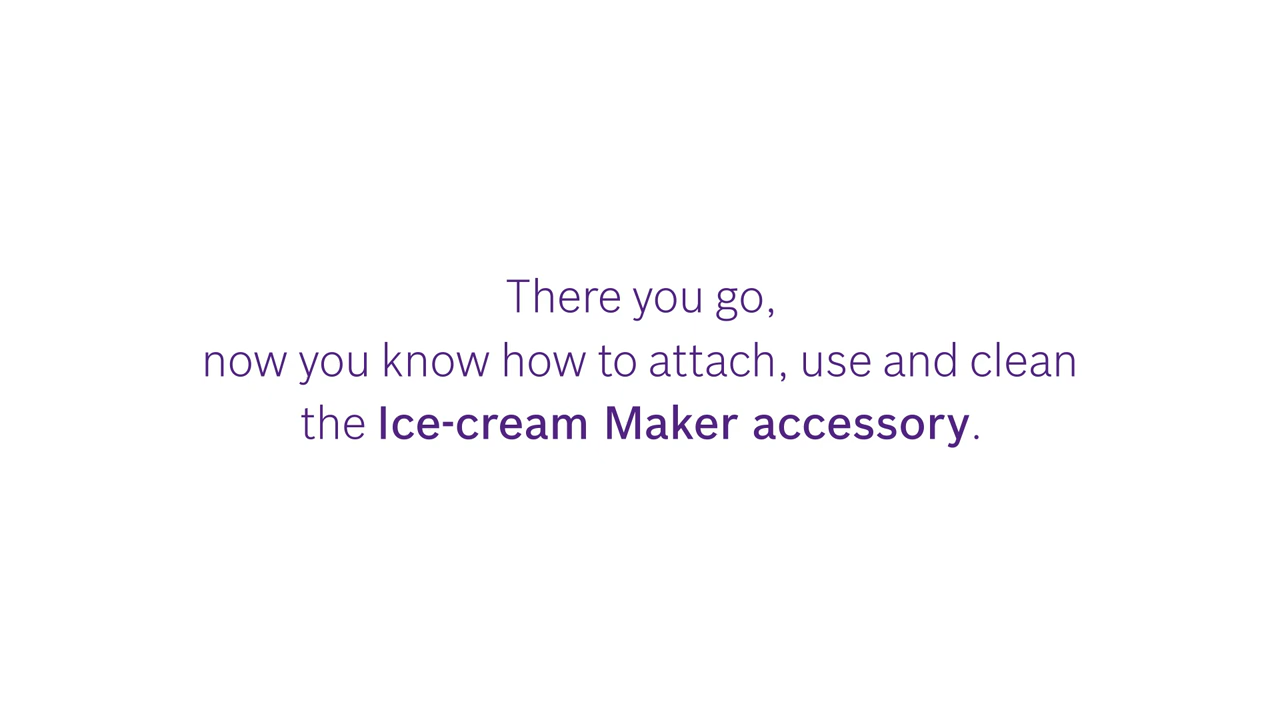 There you go,
now you know how to attach, use and clean
the Ice-cream Maker accessory.